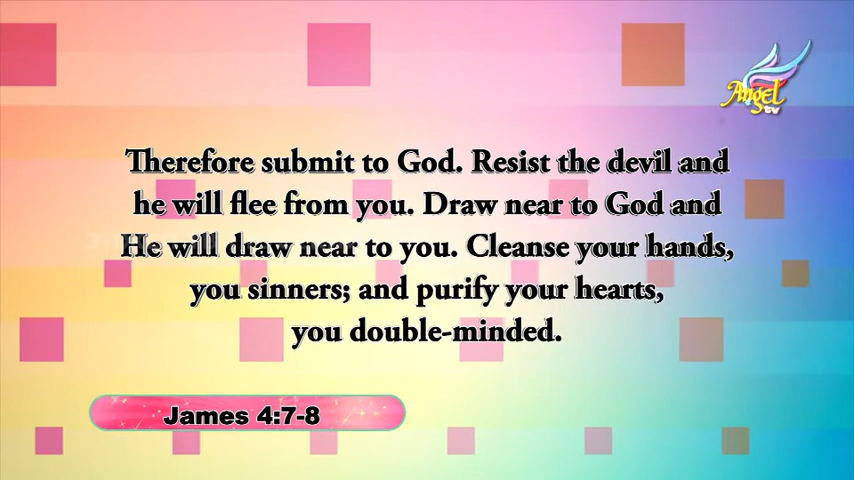 Angel
tv
Therefore submit to God. Resist the devil and
he will flee from you. Draw near to God and
He will draw near to you. Cleanse your hands,
you sinners; and purify your hearts,
you double-minded.
James 4:7-8